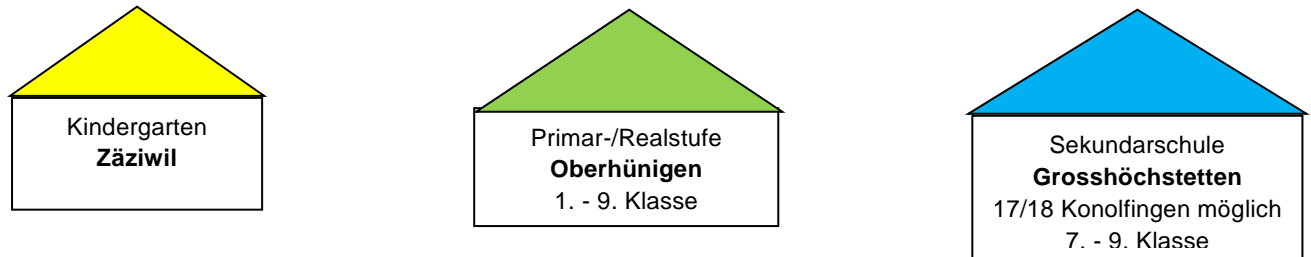 Kindergarten
Zäziwil
Primar-/Realstufe
Oberhünigen
1. - 9. Klasse
Sekundarschule
Grosshöchstetten
17/18 Konolfingen möglich
7. - 9. Klasse